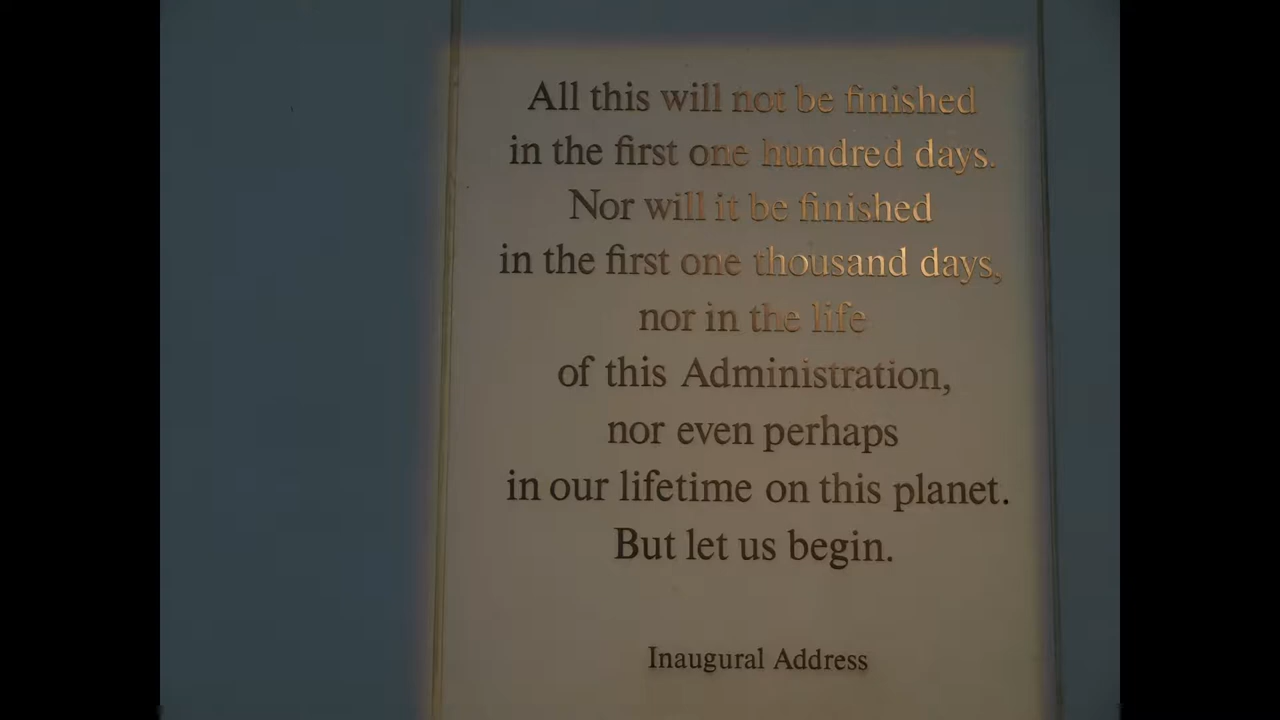 All this will not be finished
in the first one hundred days.
Nor will it be finished
in the first one thousand days,
nor in the life
of this Administration,
nor even perhaps
in our lifetime on this planet.
But let us begin.
Inaugural Address